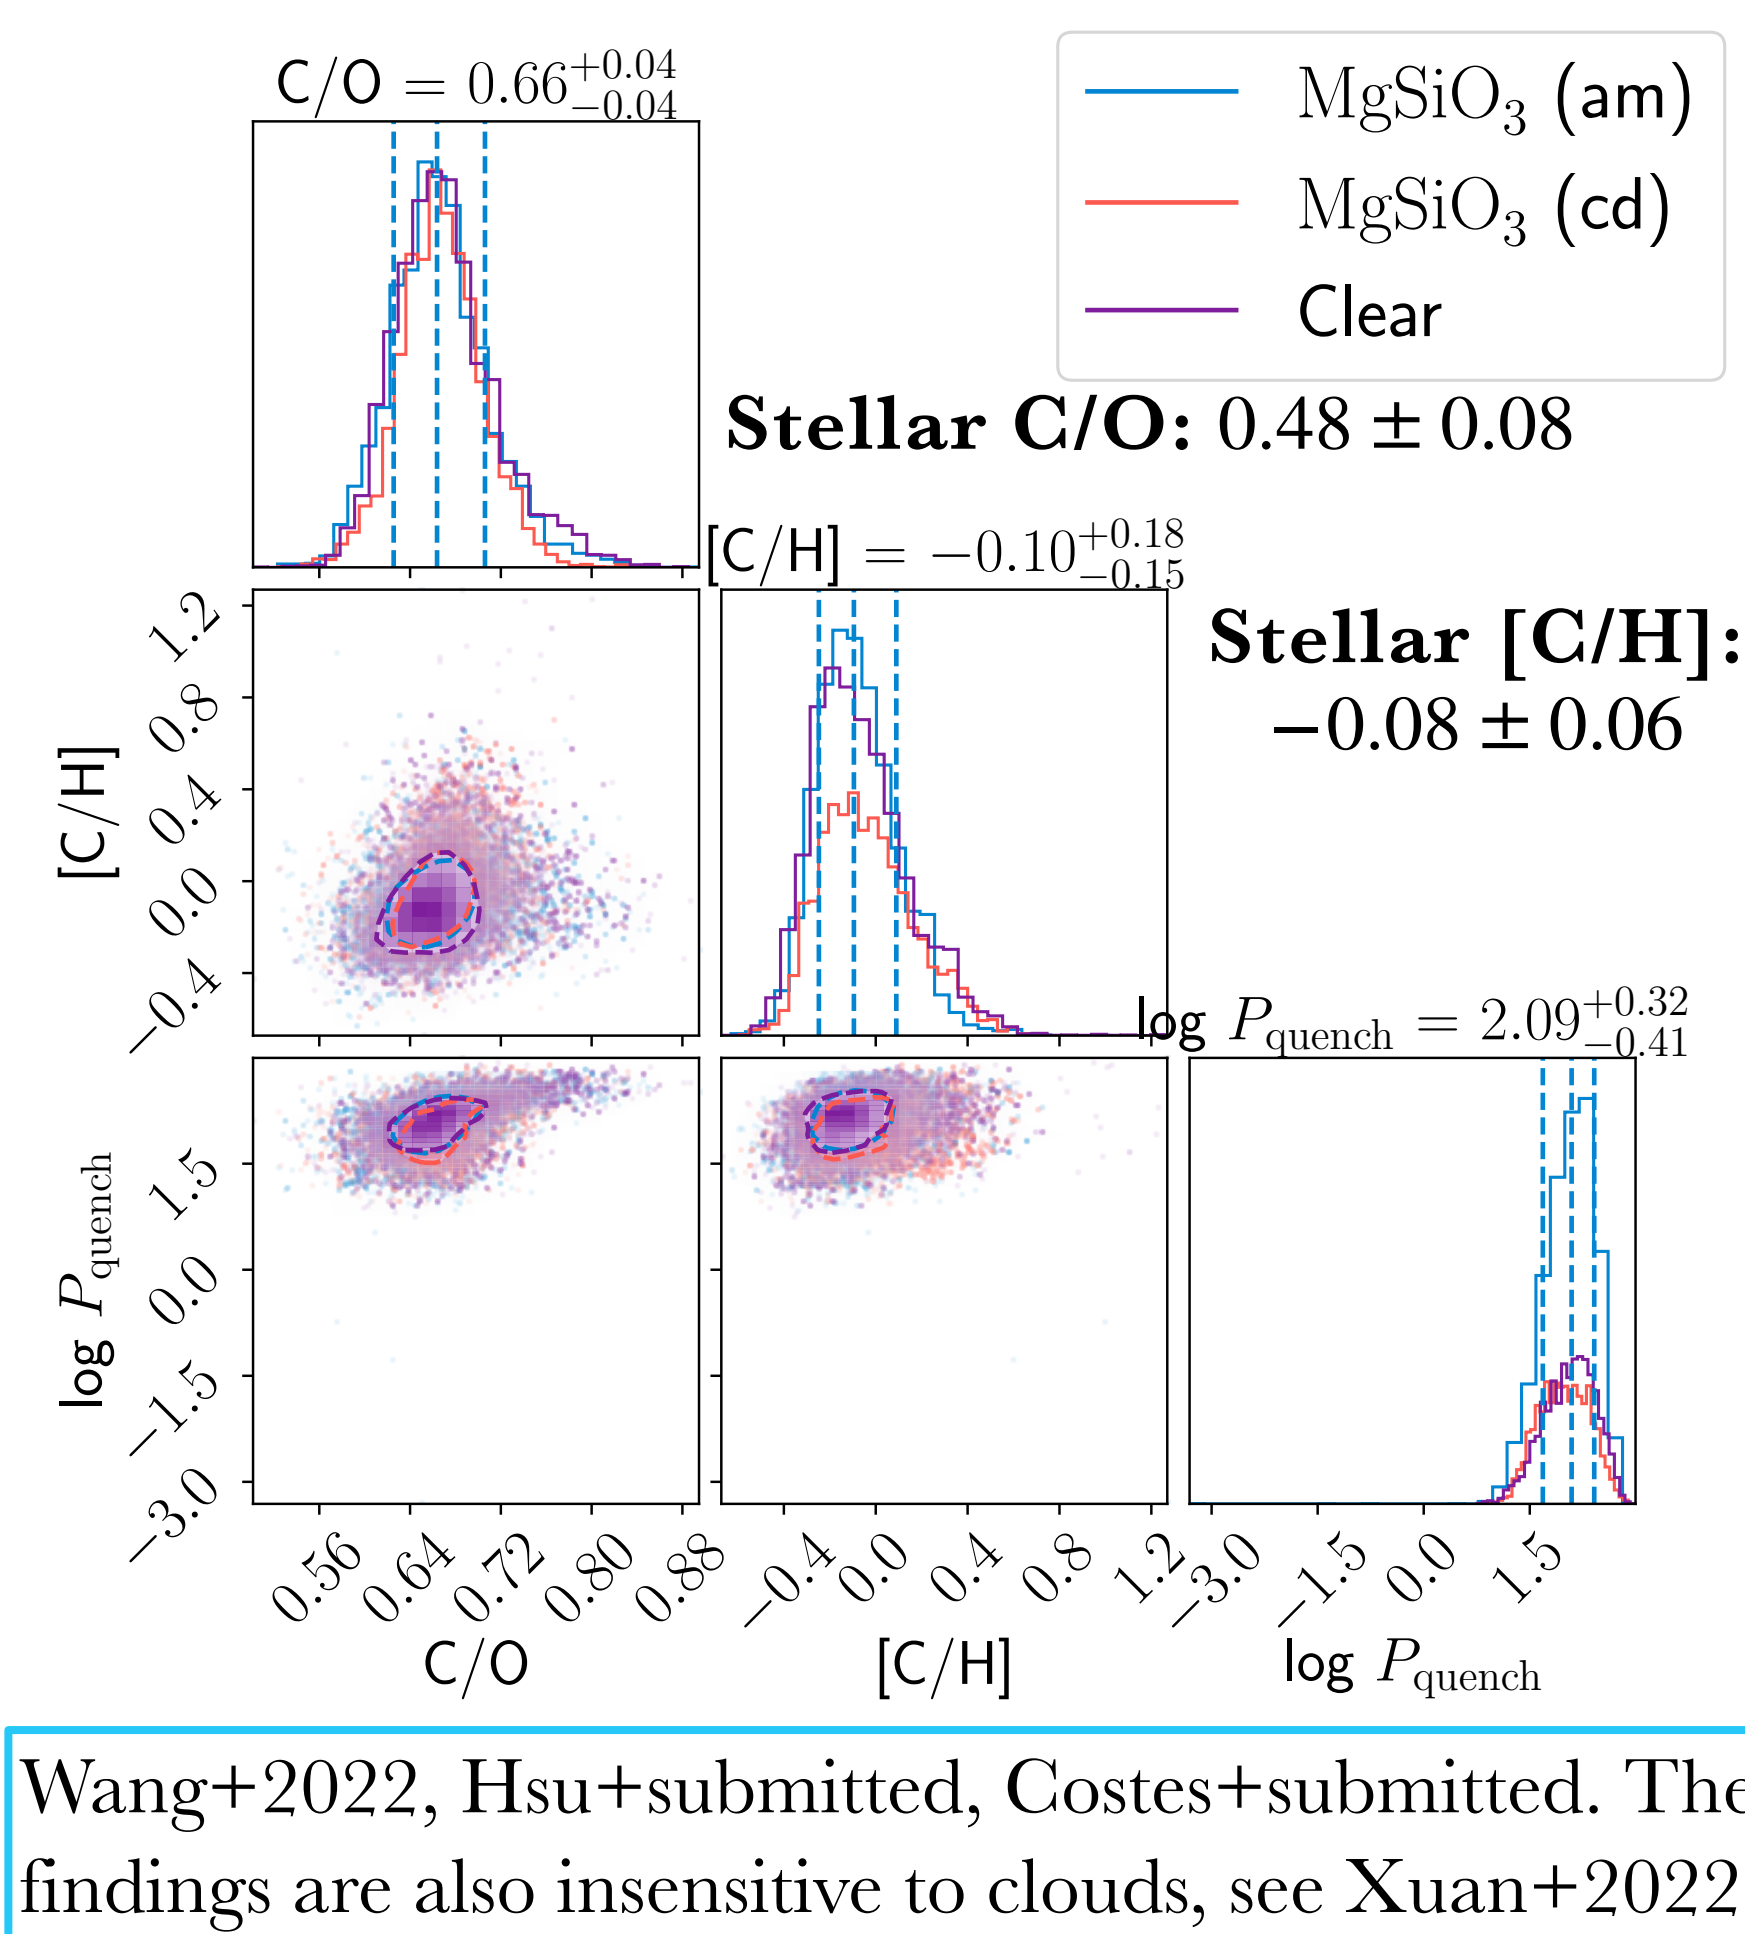 C/O = 0.66+0.04 −0.04
MgSiO3 (am)
MgSiO3 (cd)
Clear
Stellar C/O: 0.48 ± 0.08
[C/H] = −0.10+0.18 −0.15
Stellar [C/H]:
−0.08 ± 0.06
[C/H]
1.2
0.8
0.4
0.0
−0.4
log Pquench = 2.09+0.32 −0.41
log Pquench
1.5
0.0
−1.5
−3.0
0.56 0.64 0.72 0.80 0.88
−0.4 0.0 0.4 0.8 1.2
−3.0 −1.5 0.0 1.5
C/O
[C/H]
log Pquench
Wang+2022, Hsu+submitted, Costes+submitted. The
findings are also insensitive to clouds, see Xuan+2022